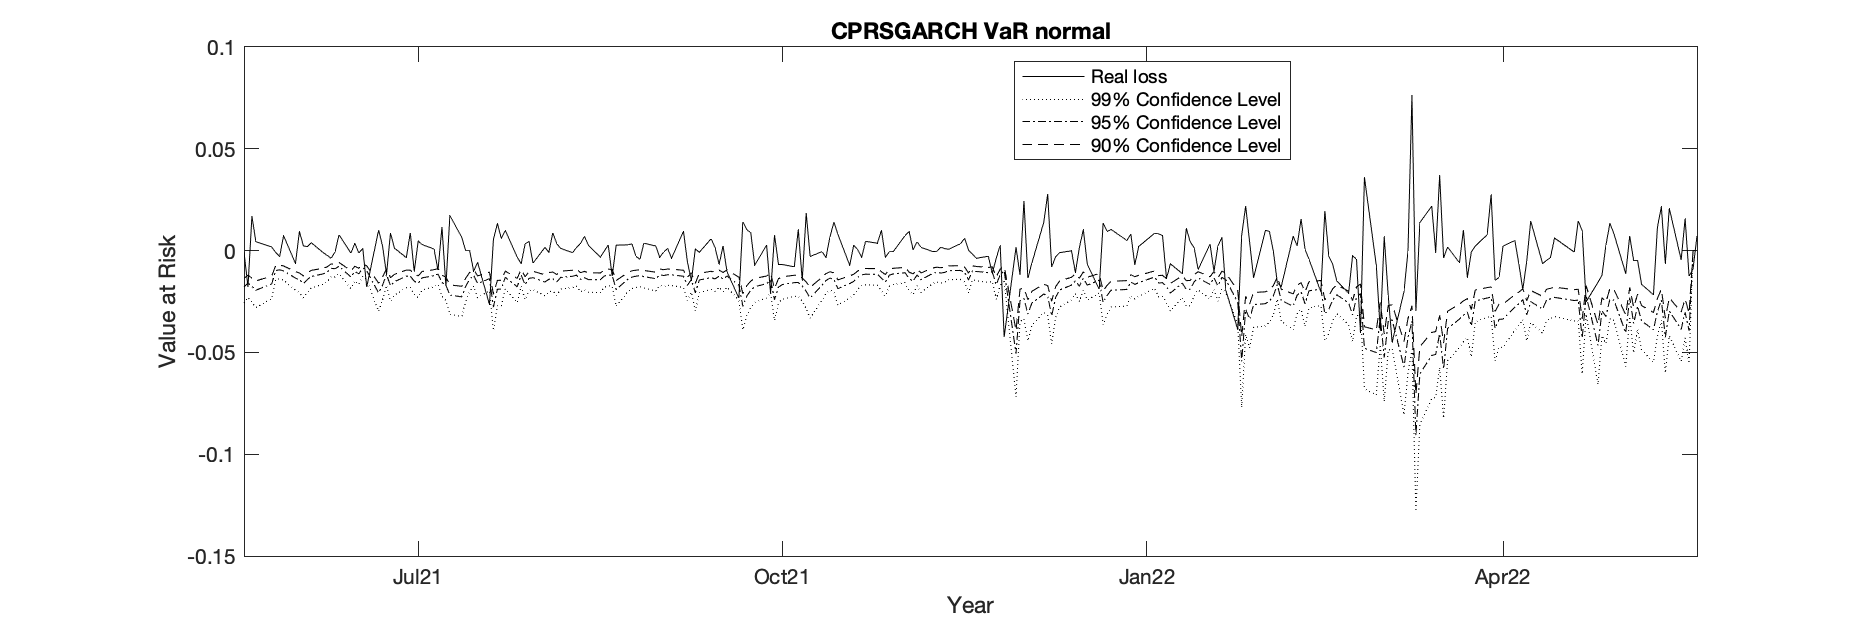 CPRSGARCH VaR normal
0.1
0.05
0
-0.05
-0.1
-0.15
Value at Risk
Real loss
99% Confidence Level
95% Confidence Level
90% Confidence Level
Jul21
Oct21
Jan22
Apr22
Year